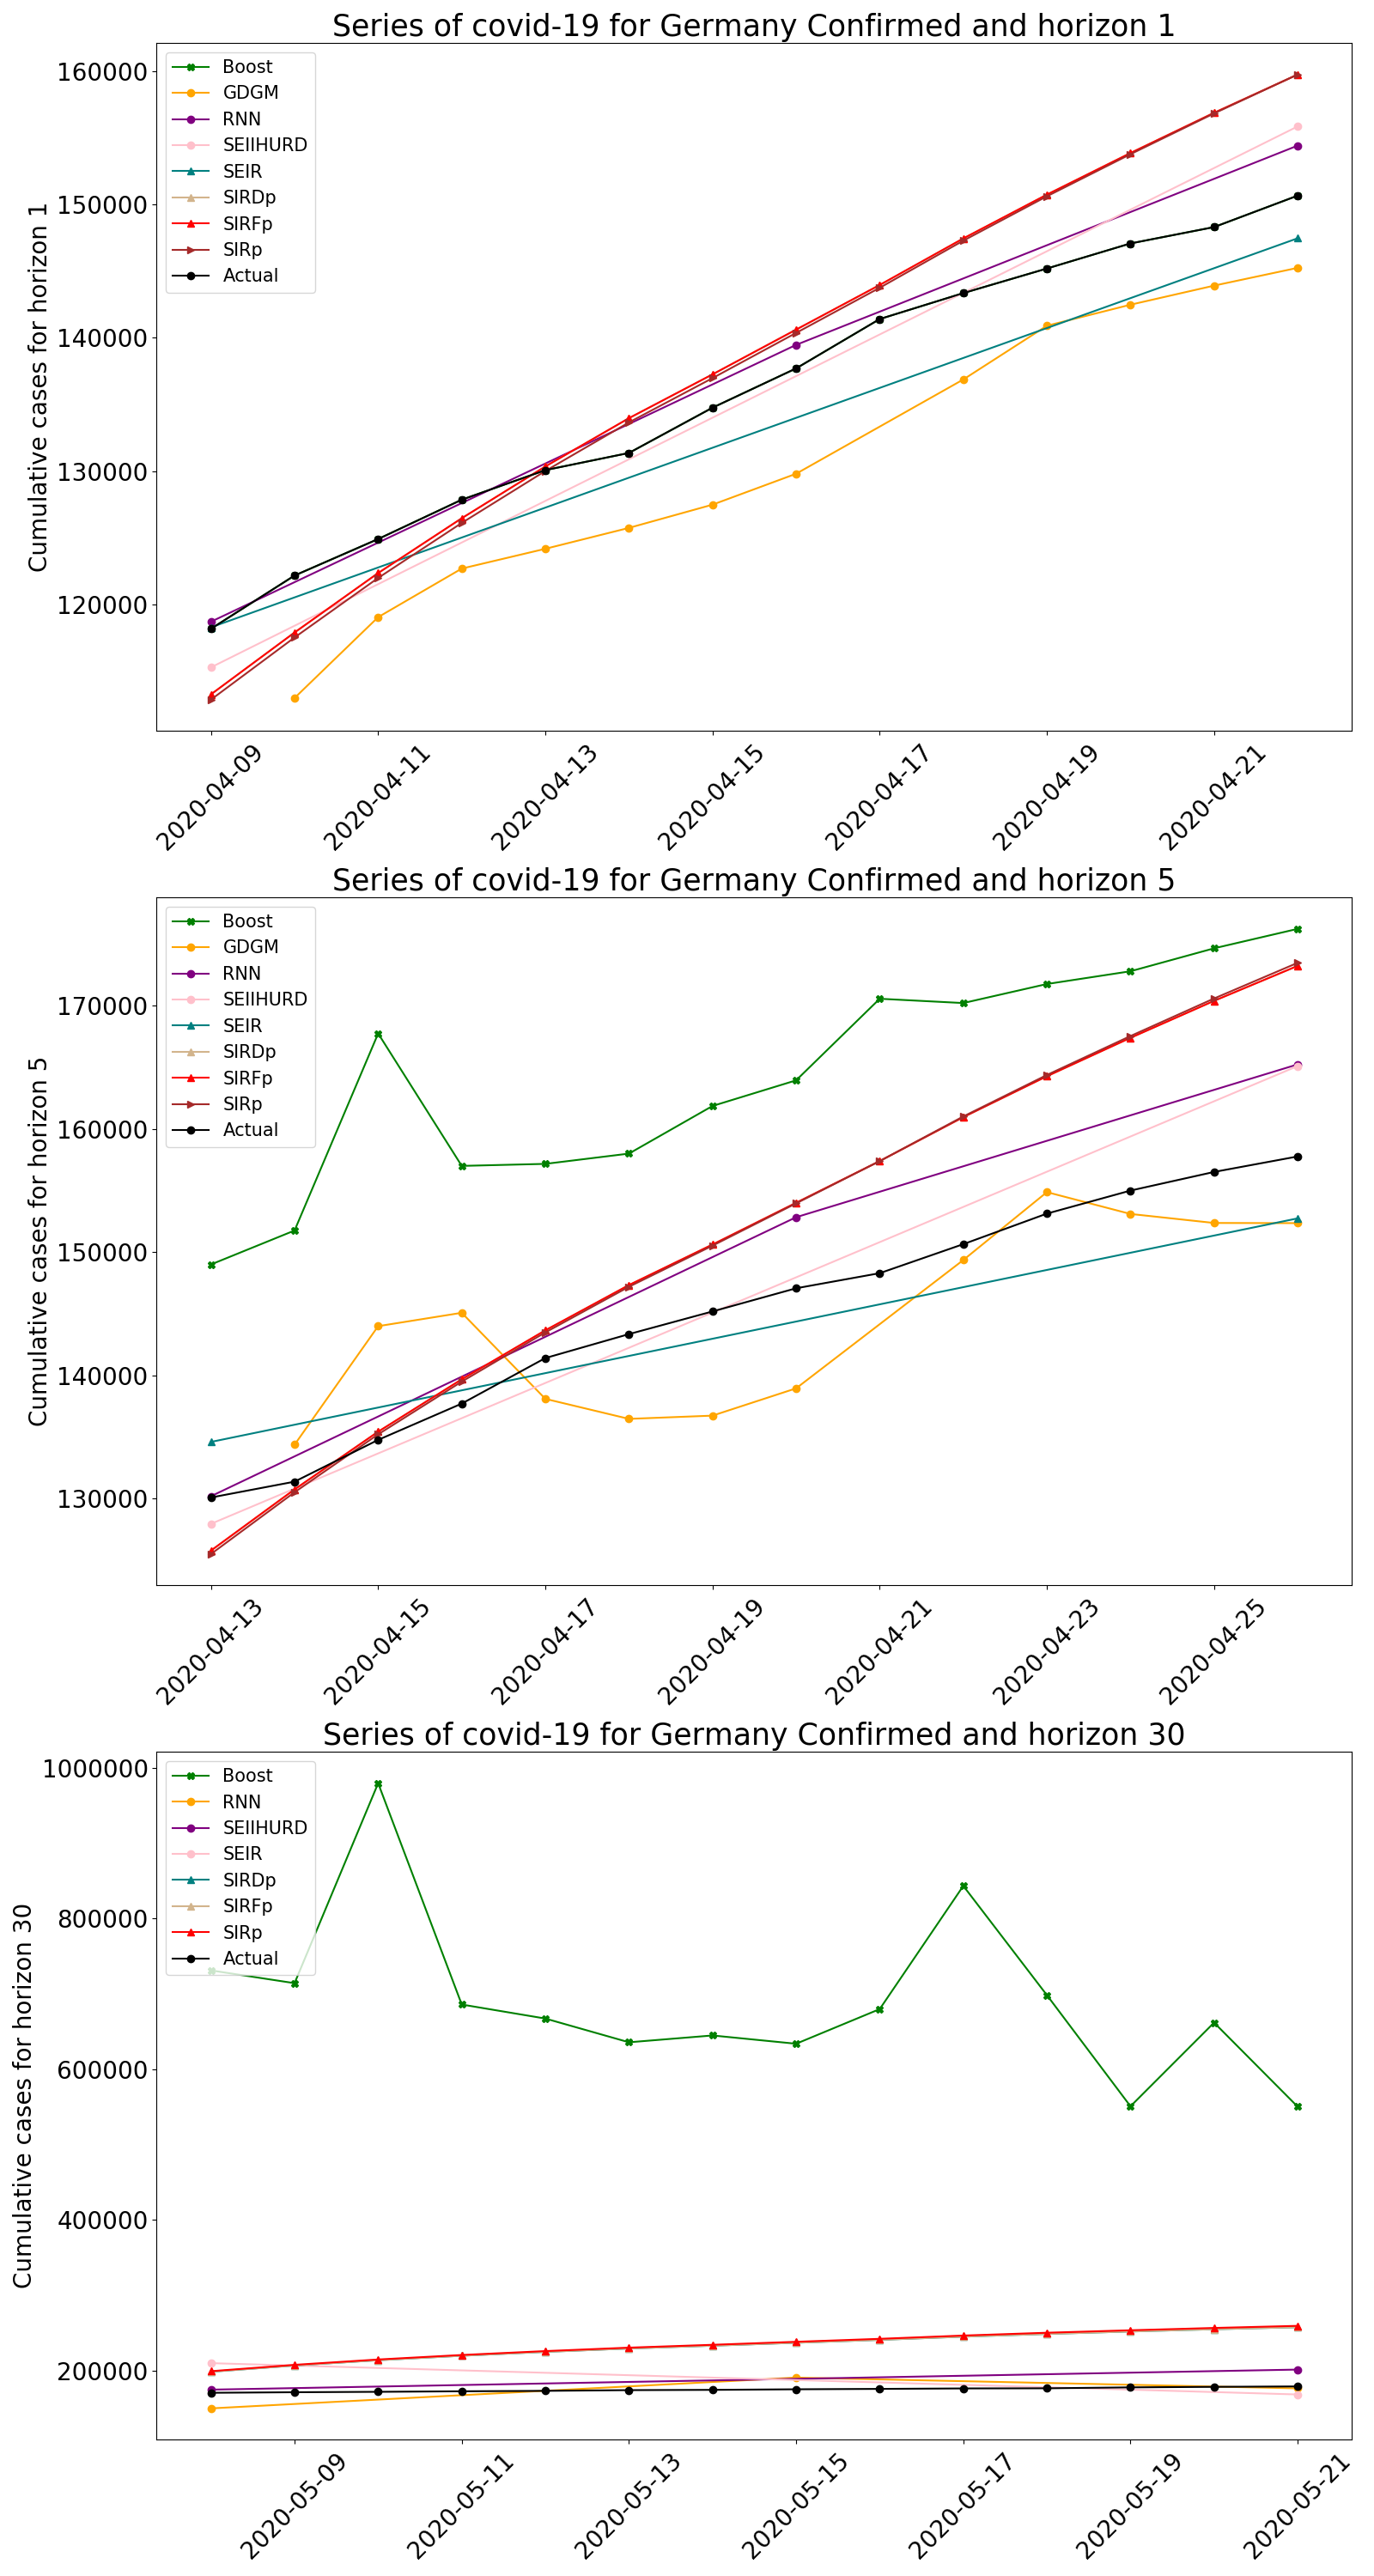 Series of covid-19 for Germany Confirmed and horizon 1
Cumulative cases for horizon 1
160000
150000
140000
130000
120000
Boost
GDGM
RNN
SEIIHURD
SEIR
SIRDp
SIRFp
SIRp
Actual
2020-04-09
2020-04-11
2020-04-13
2020-04-15
2020-04-17
2020-04-19
2020-04-21
Series of covid-19 for Germany Confirmed and horizon 5
Cumulative cases for horizon 5
170000
160000
150000
140000
130000
Boost
GDGM
RNN
SEIIHURD
SEIR
SIRDp
SIRFp
SIRp
Actual
2020-04-13
2020-04-15
2020-04-17
2020-04-19
2020-04-21
2020-04-23
2020-04-25
Series of covid-19 for Germany Confirmed and horizon 30
Cumulative cases for horizon 30
1000000
800000
600000
400000
200000
Boost
RNN
SEIIHURD
SEIR
SIRDp
SIRFp
SIRp
Actual
2020-05-09
2020-05-11
2020-05-13
2020-05-15
2020-05-17
2020-05-19
2020-05-21